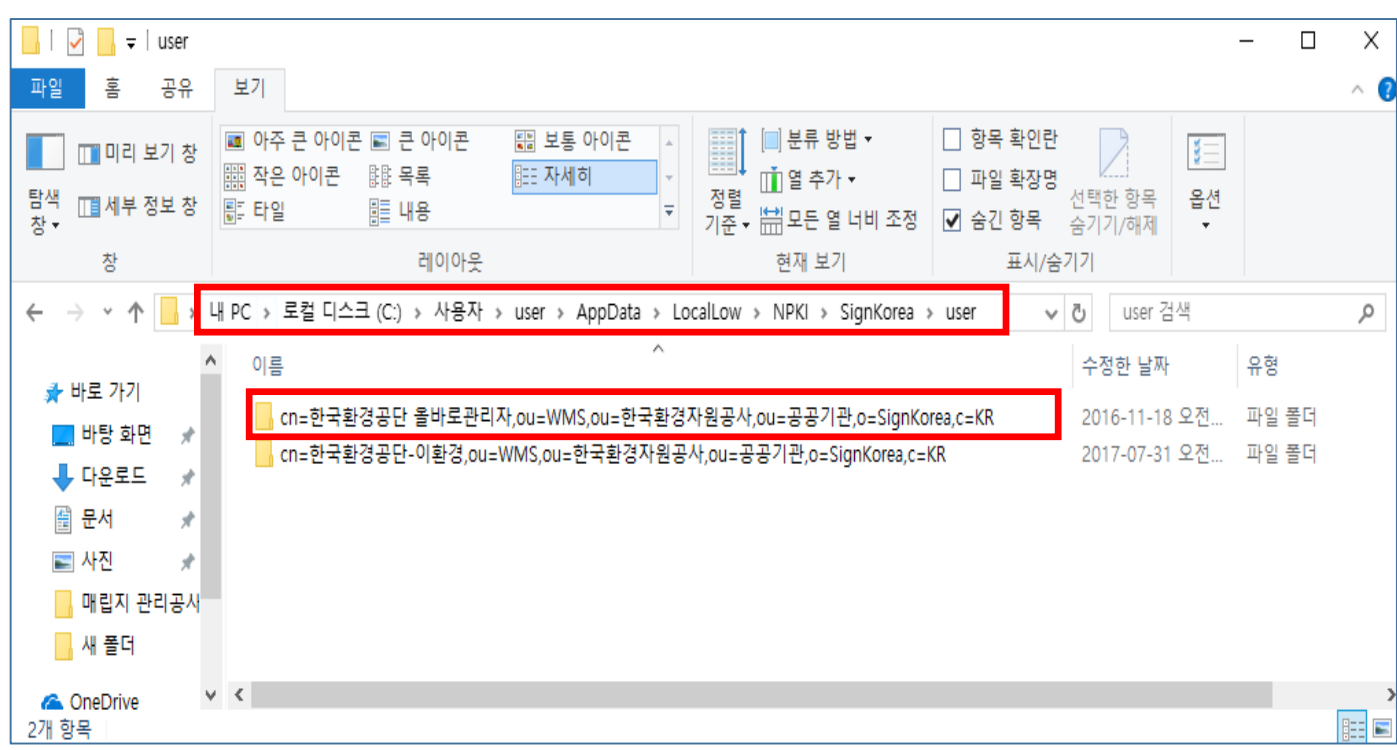 user
파일 홈 공유 보기
미리 보기 창 아주 큰 아이콘 큰 아이콘 보통 아이콘 분류 방법 항목 확인란
작은 아이콘 목록 자세히 열 추가 파일 확장명
탐색 창 세부 정보 창 타일 내용 정렬 기준 모든 열 너비 조정 숨긴 항목 선택한 항목 숨기기/해제 옵션
창 레이아웃 현재 보기 표시/숨기기
내 PC › 로컬 디스크 (C:) › 사용자 › user › AppData › LocalLow › NPKI › SignKorea › user user 검색
이름 수정한 날짜 유형
바로 가기
바탕 화면
다운로드
문서
사진
매립지 관리공사
새 폴더
OneDrive
cn=한국환경공단 올바로관리자,ou=WMS,ou=한국환경자원공사,ou=공공기관,o=SignKorea,c=KR 2016-11-18 오전... 파일 폴더
cn=한국환경공단-이환경,ou=WMS,ou=한국환경자원공사,ou=공공기관,o=SignKorea,c=KR 2017-07-31 오전... 파일 폴더
2개 항목